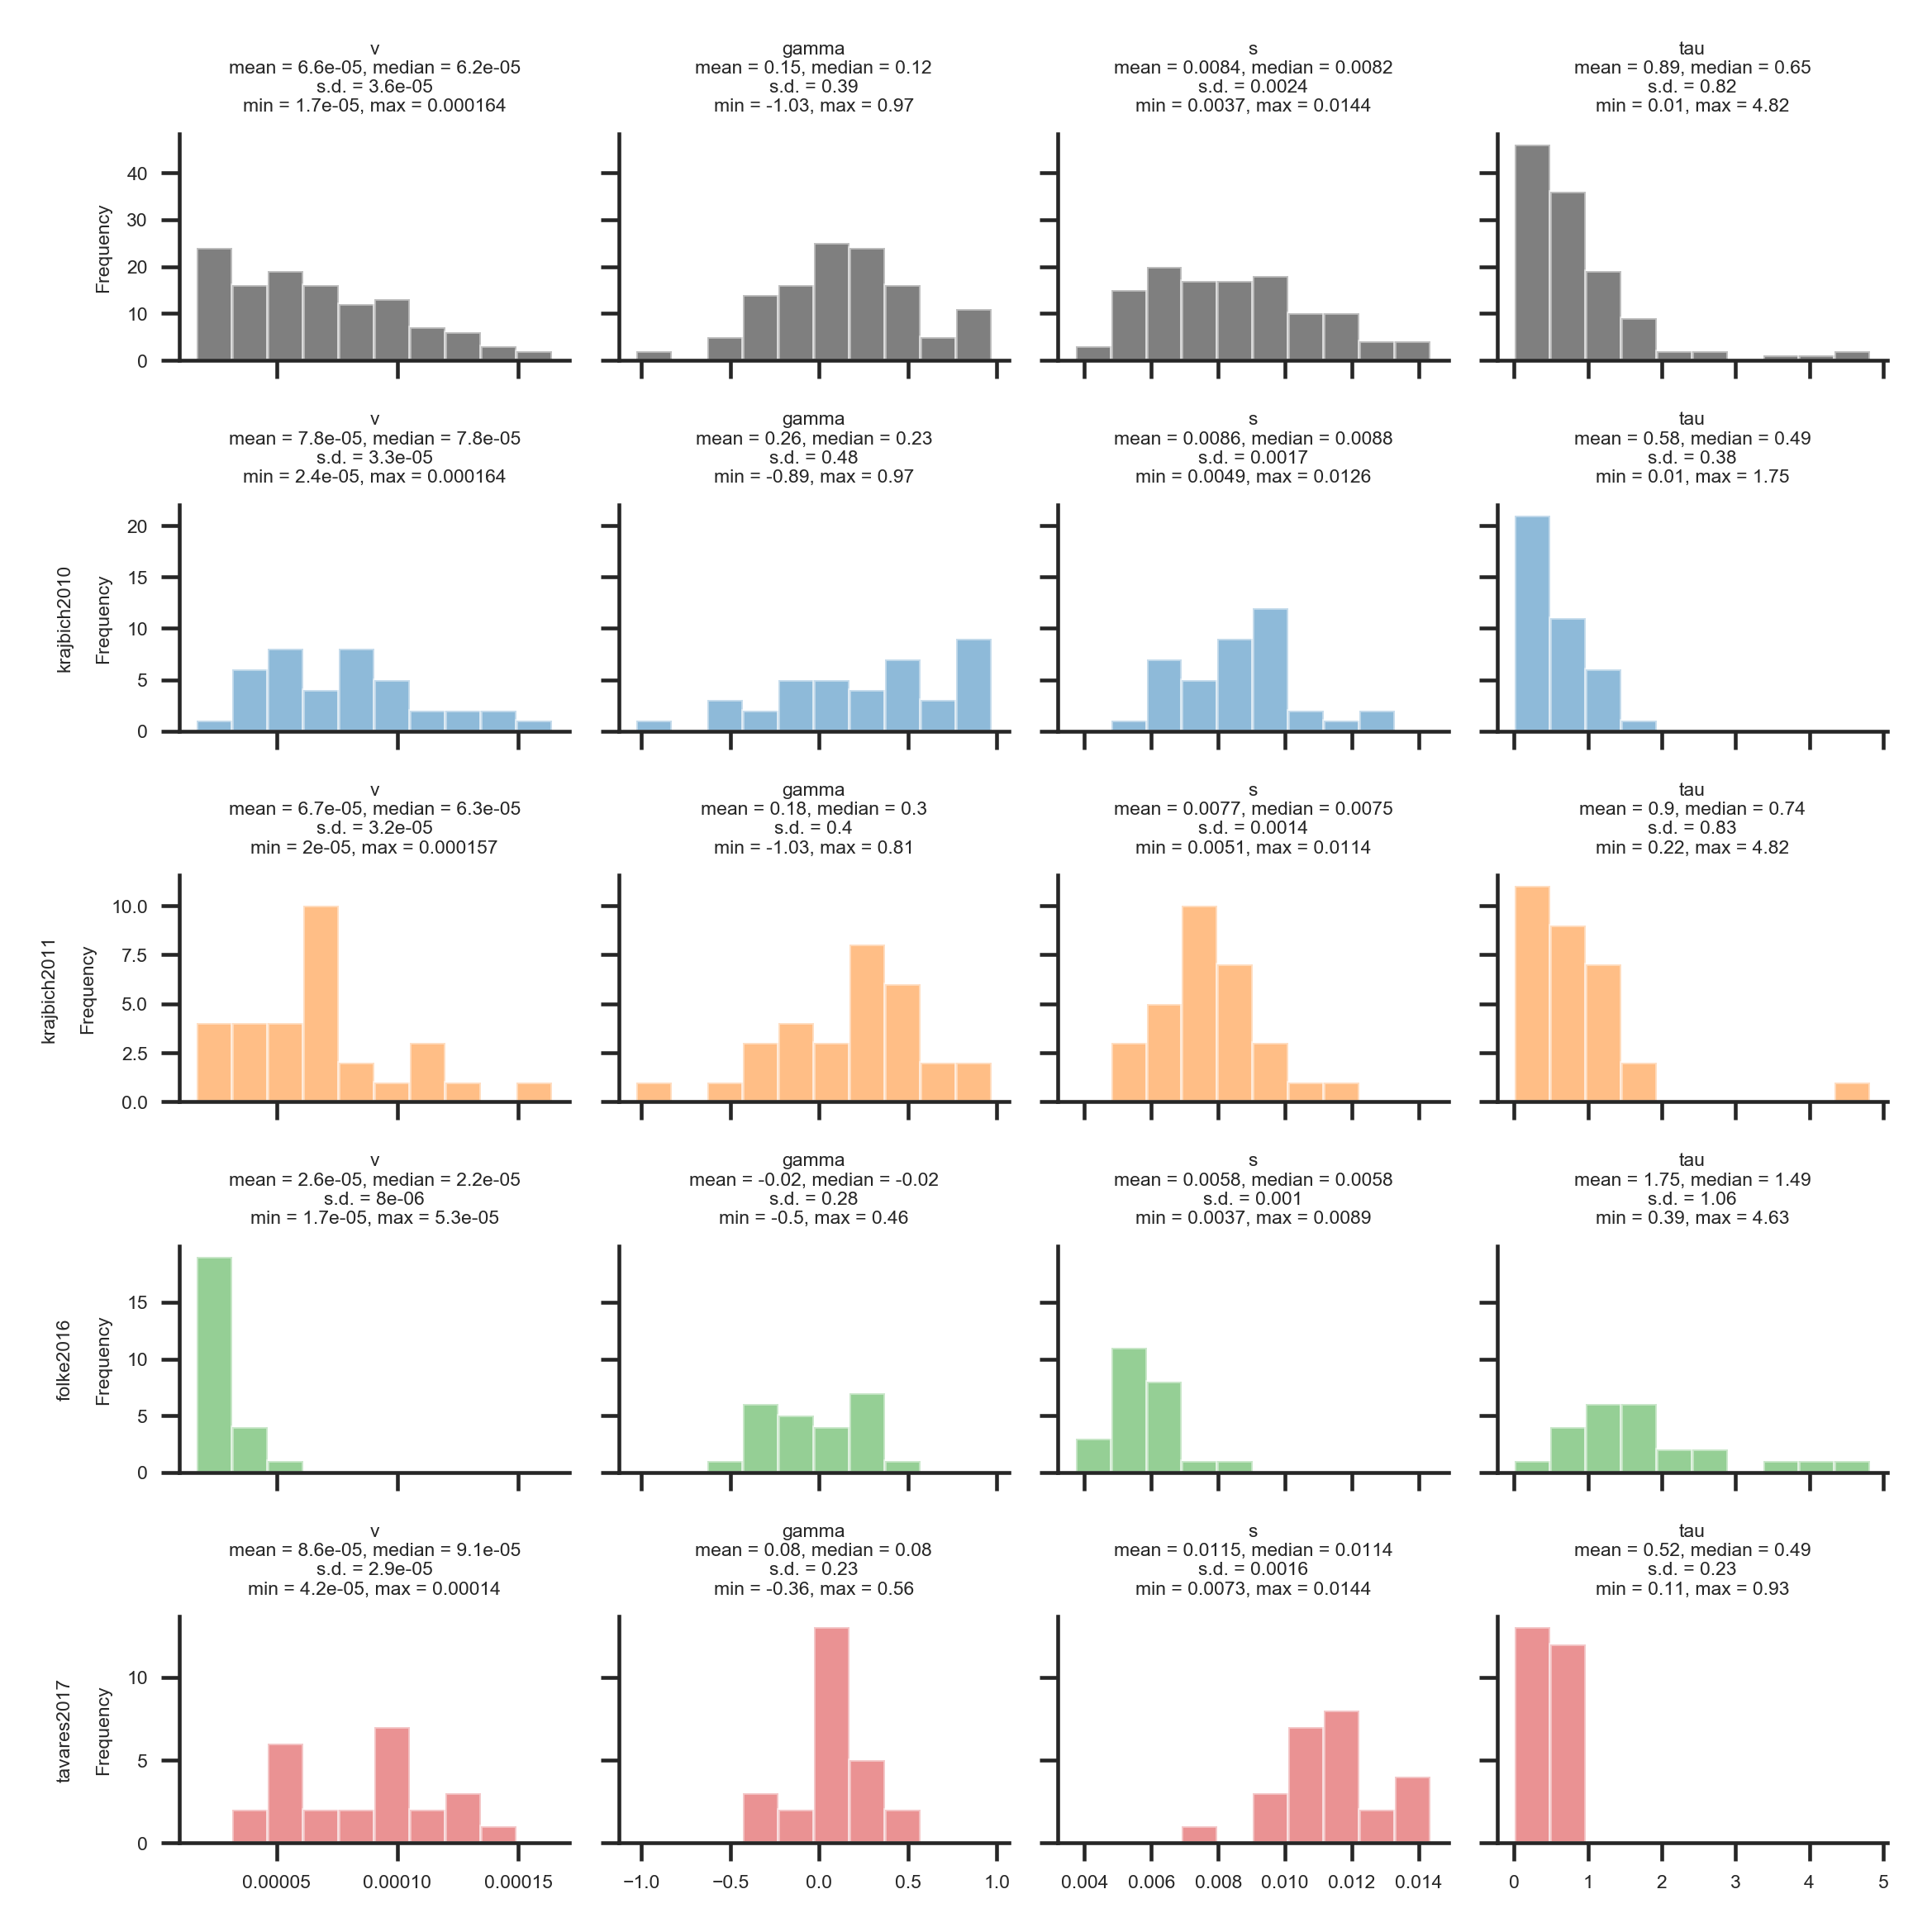 v
mean = 6.6e-05, median = 6.2e-05
s.d. = 3.6e-05
min = 1.7e-05, max = 0.000164
gamma
mean = 0.15, median = 0.12
s.d. = 0.39
min = -1.03, max = 0.97
s
mean = 0.0084, median = 0.0082
s.d. = 0.0024
min = 0.0037, max = 0.0144
tau
mean = 0.89, median = 0.65
s.d. = 0.82
min = 0.01, max = 4.82
Frequency
40
30
20
10
0
v
mean = 7.8e-05, median = 7.8e-05
s.d. = 3.3e-05
min = 2.4e-05, max = 0.000164
gamma
mean = 0.26, median = 0.23
s.d. = 0.48
min = -0.89, max = 0.97
s
mean = 0.0086, median = 0.0088
s.d. = 0.0017
min = 0.0049, max = 0.0126
tau
mean = 0.58, median = 0.49
s.d. = 0.38
min = 0.01, max = 1.75
krajbich2010
Frequency
20
15
10
5
0
v
mean = 6.7e-05, median = 6.3e-05
s.d. = 3.2e-05
min = 2e-05, max = 0.000157
gamma
mean = 0.18, median = 0.3
s.d. = 0.4
min = -1.03, max = 0.81
s
mean = 0.0077, median = 0.0075
s.d. = 0.0014
min = 0.0051, max = 0.0114
tau
mean = 0.9, median = 0.74
s.d. = 0.83
min = 0.22, max = 4.82
krajbich2011
Frequency
10.0
7.5
5.0
2.5
0.0
v
mean = 2.6e-05, median = 2.2e-05
s.d. = 8e-06
min = 1.7e-05, max = 5.3e-05
gamma
mean = -0.02, median = -0.02
s.d. = 0.28
min = -0.5, max = 0.46
s
mean = 0.0058, median = 0.0058
s.d. = 0.001
min = 0.0037, max = 0.0089
tau
mean = 1.75, median = 1.49
s.d. = 1.06
min = 0.39, max = 4.63
folke2016
Frequency
15
10
5
0
v
mean = 8.6e-05, median = 9.1e-05
s.d. = 2.9e-05
min = 4.2e-05, max = 0.00014
gamma
mean = 0.08, median = 0.08
s.d. = 0.23
min = -0.36, max = 0.56
s
mean = 0.0115, median = 0.0114
s.d. = 0.0016
min = 0.0073, max = 0.0144
tau
mean = 0.52, median = 0.49
s.d. = 0.23
min = 0.11, max = 0.93
tavares2017
Frequency
10
5
0
0.00005 0.00010 0.00015
−1.0 −0.5 0.0 0.5 1.0
0.004 0.006 0.008 0.010 0.012 0.014
0 1 2 3 4 5